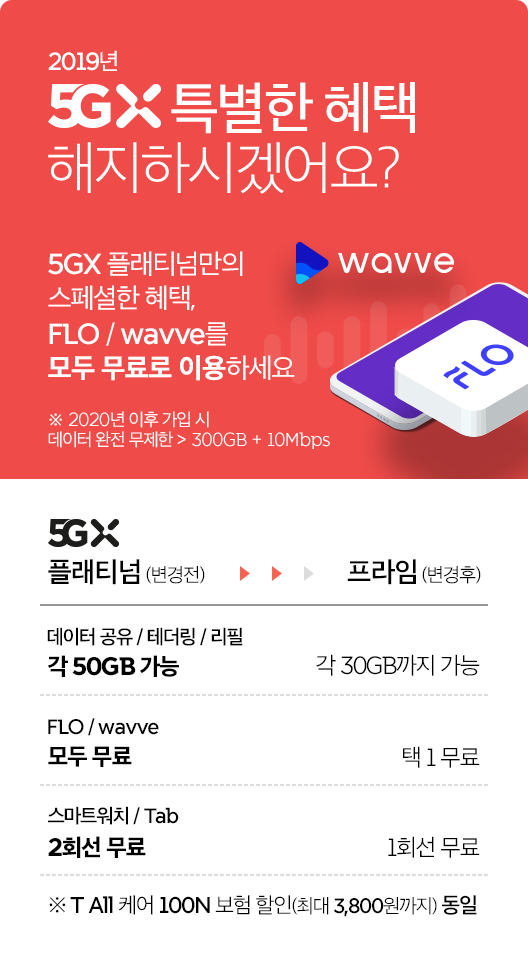 2019년
5GX 특별한 혜택
해지하시겠어요?
5GX 플래티넘만의
스페셜한 혜택,
FLO / wavve를
모두 무료로 이용하세요
wavve
FLO
※ 2020년 이후 가입 시
데이터 완전 무제한 > 300GB + 10Mbps
5GX
플래티넘 (변경전)
프라임 (변경후)
데이터 공유 / 테더링 / 리필
각 50GB 가능
각 30GB까지 가능
FLO / wavve
모두 무료
택 1 무료
스마트워치 / Tab
2회선 무료
1회선 무료
※ T All 케어 100N 보험 할인(최대 3,800원까지) 동일